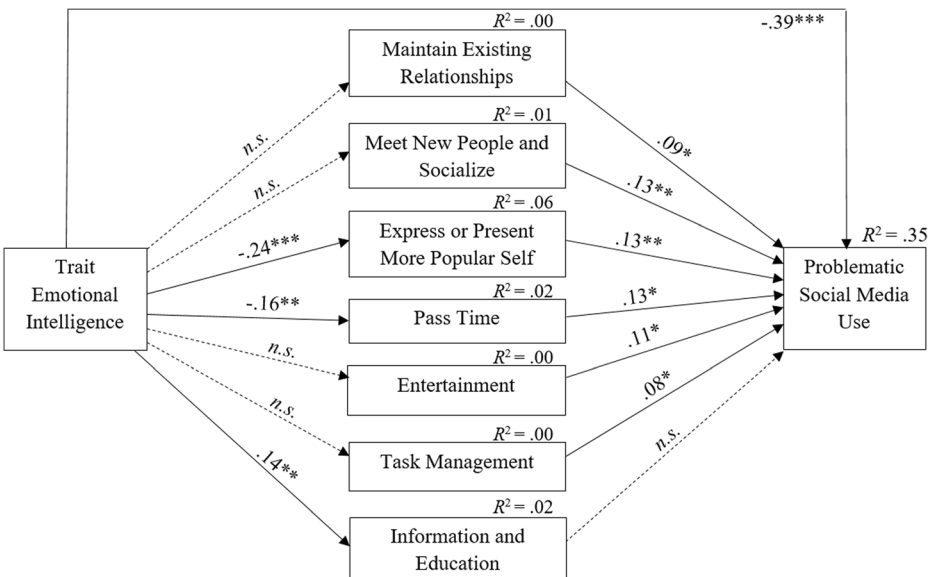 R² = .00
-.39***
Maintain Existing
Relationships
n.s.
.09*
R² = .01
Meet New People and
Socialize
n.s.
.13**
R² = .06
Express or Present
More Popular Self
-.24***
.13**
R² = .35
Trait
Emotional
Intelligence
Problematic
Social Media
Use
R² = .02
Pass Time
-.16**
.13*
R² = .00
Entertainment
n.s.
.11*
R² = .00
Task Management
n.s.
.08*
R² = .02
Information and
Education
.14**
n.s.